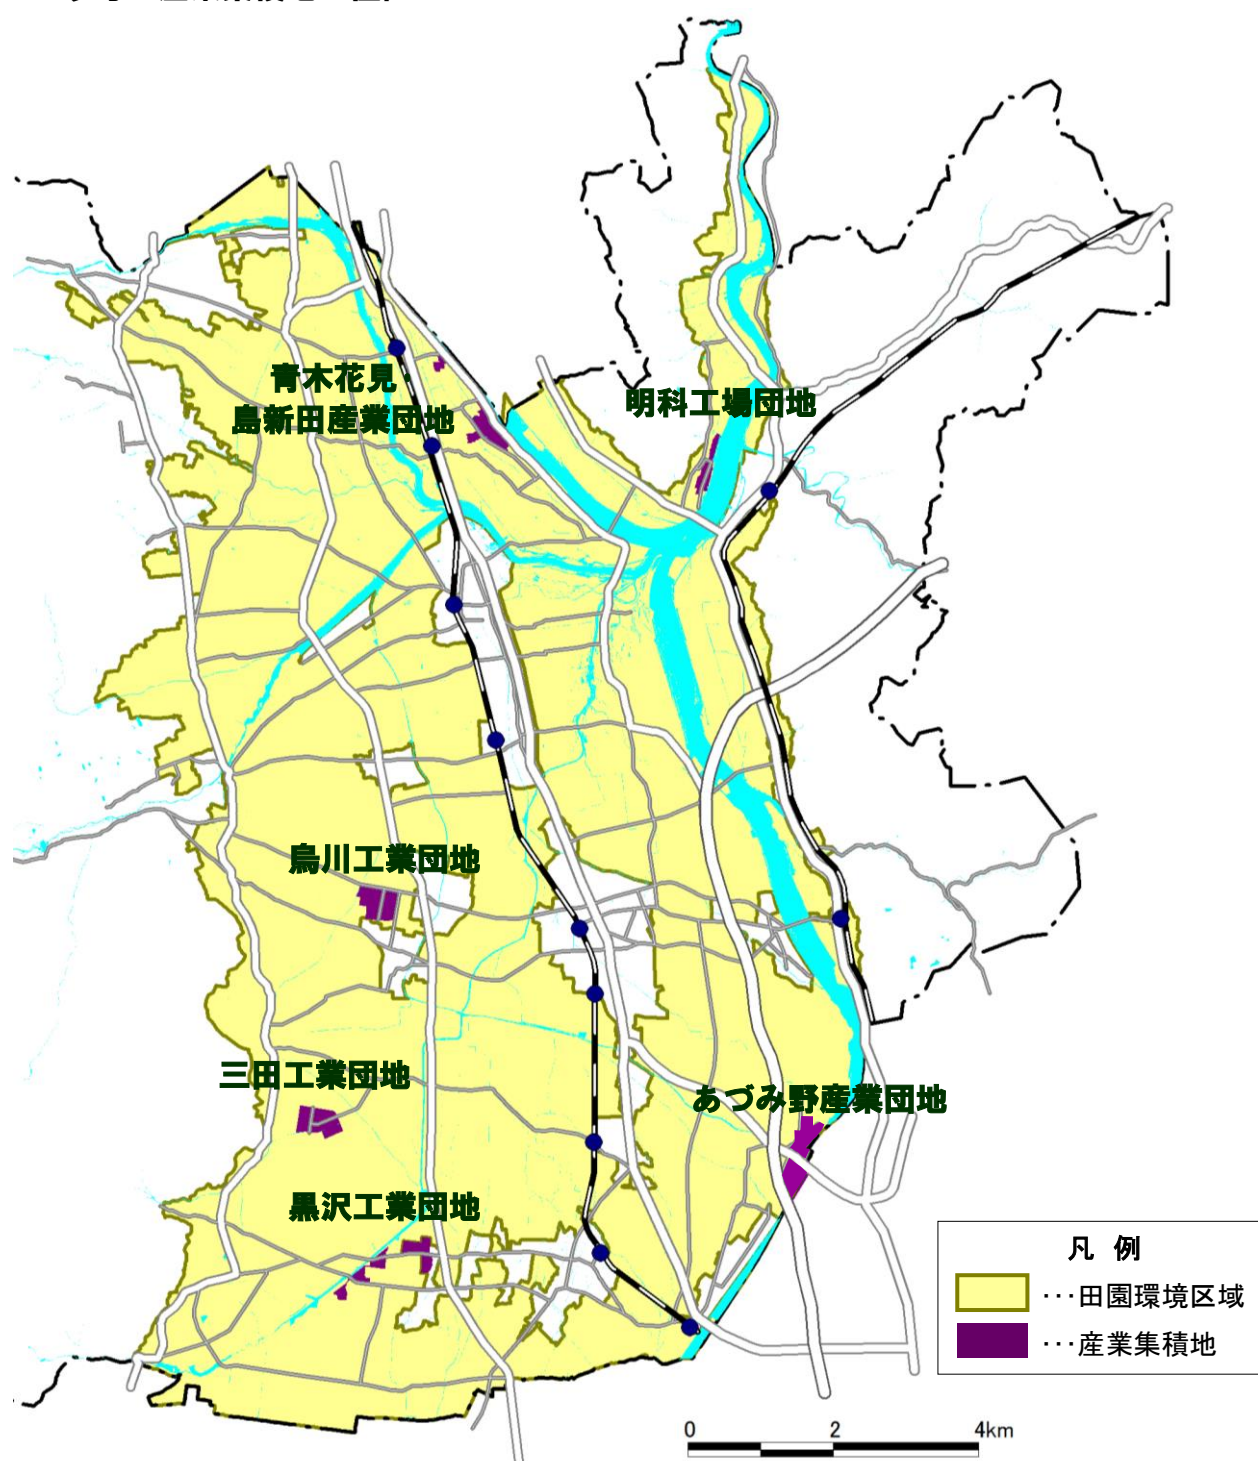 青木花見
島新田産業団地
明科工場団地
烏川工業団地
三田工業団地
あづみ野産業団地
黒沢工業団地
凡 例
･･･田園環境区域
･･･産業集積地
0 2 4km